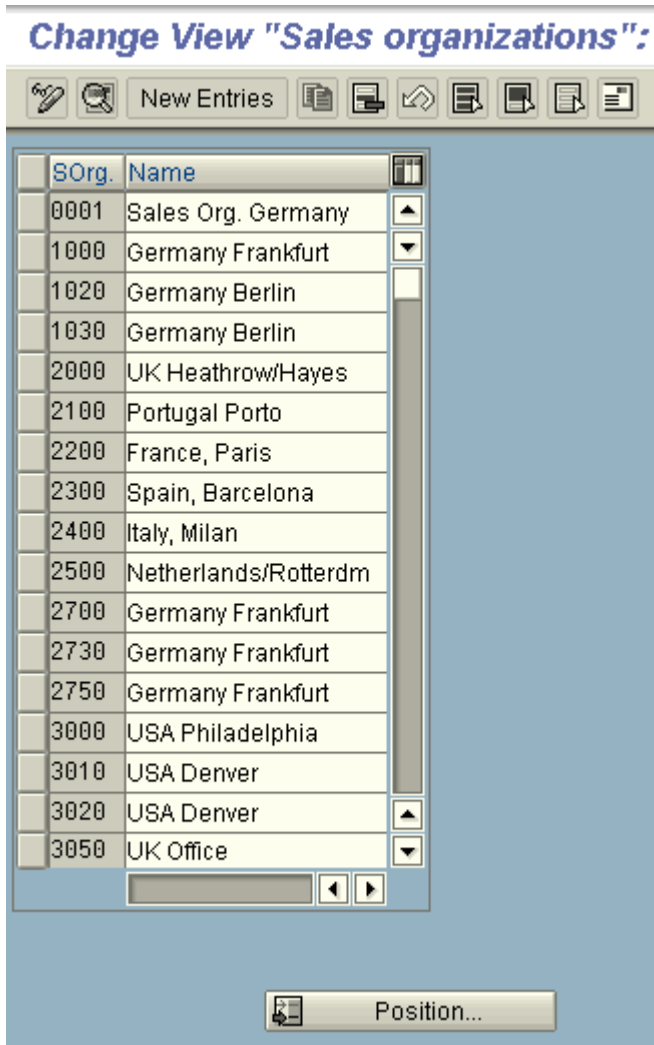 Change View "Sales organizations":
New Entries
SOrg. Name
0001 Sales Org. Germany
1000 Germany Frankfurt
1020 Germany Berlin
1030 Germany Berlin
2000 UK Heathrow/Hayes
2100 Portugal Porto
2200 France, Paris
2300 Spain, Barcelona
2400 Italy, Milan
2500 Netherlands/Rotterdm
2700 Germany Frankfurt
2730 Germany Frankfurt
2750 Germany Frankfurt
3000 USA Philadelphia
3010 USA Denver
3020 USA Denver
3050 UK Office
Position...